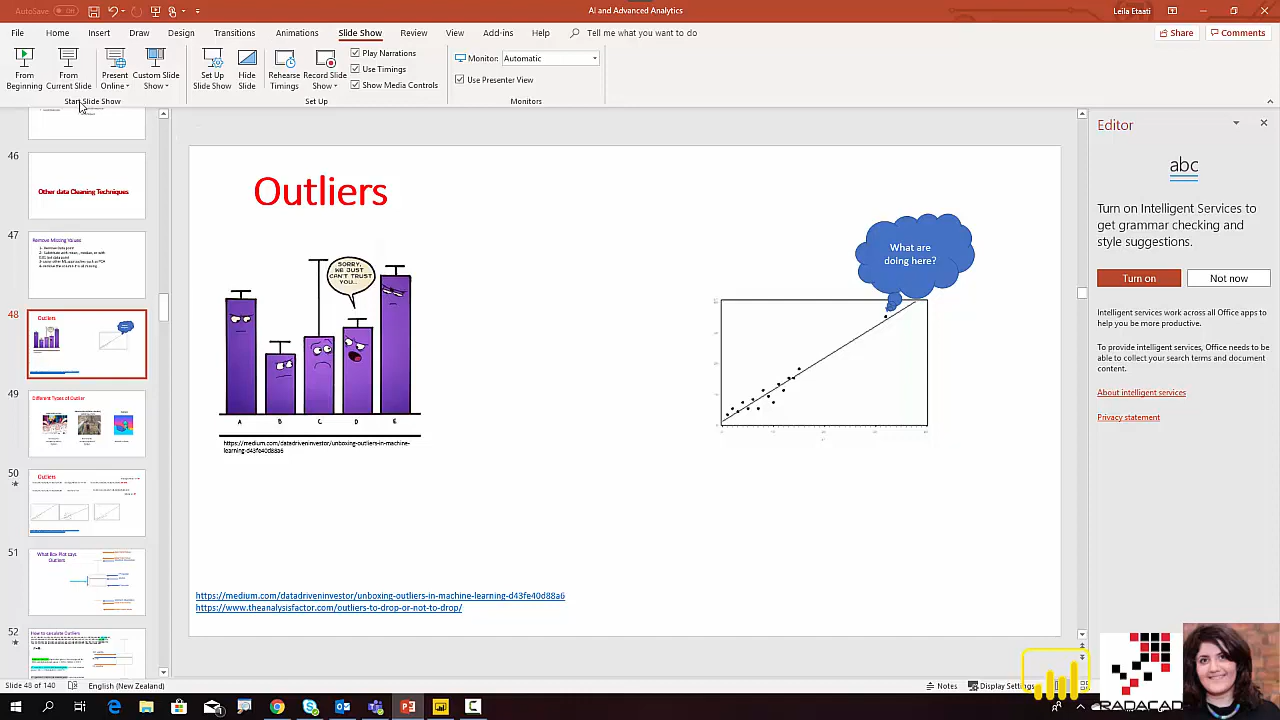 AutoSave Off
AI and Advanced Analytics
Leila Etaati
File Home Insert Draw Design Transitions Animations Slide Show Review View Add-ins Help Tell me what you want to do
Share Comments
From Beginning
From Current Slide
Present Online
Custom Slide Show
Set Up Slide Show
Hide Slide
Rehearse Timings
Record Slide Show
Play Narrations
Use Timings
Show Media Controls
Monitor: Automatic
Use Presenter View
Start Slide Show
Set Up
Monitors
46
Other data Cleaning Techniques
47
Remove Missing Values
48
Outliers
49
Different Types of Outlier
50
Outliers
51
What Box Plot says
Outliers
52
How to calculate Outliers
Outliers
SORRY,
WE JUST
CAN'T TRUST
YOU...
A B C D E
https://medium.com/datadriveninvestor/unboxing-outliers-in-machine-
learning-d43fe40d88a6
What are
doing here?
https://medium.com/datadriveninvestor/unboxing-outliers-in-machine-learning-d43fe40d88a6
https://www.theanalysisfactor.com/outliers-to-drop-or-not-to-drop/
Editor
abc
Turn on Intelligent Services to
get grammar checking and
style suggestions.
Turn on
Not now
Intelligent services work across all Office apps to
help you be more productive.
To provide intelligent services, Office needs to be
able to collect your search terms and document
content.
About intelligent services
Privacy statement
Slide 48 of 140
English (New Zealand)
Notes
Display Settings
RADACAD